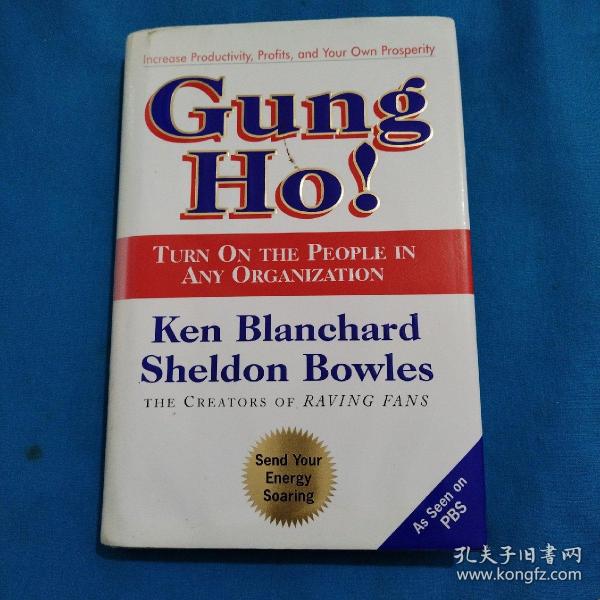 Increase Productivity, Profits, and Your Own Prosperity
Gung
Ho!
TURN ON THE PEOPLE IN
ANY ORGANIZATION
Ken Blanchard
Sheldon Bowles
THE CREATORS OF RAVING FANS
Send Your
Energy
Soaring
As Seen on
PBS
孔夫子旧书网
www.kongfz.com